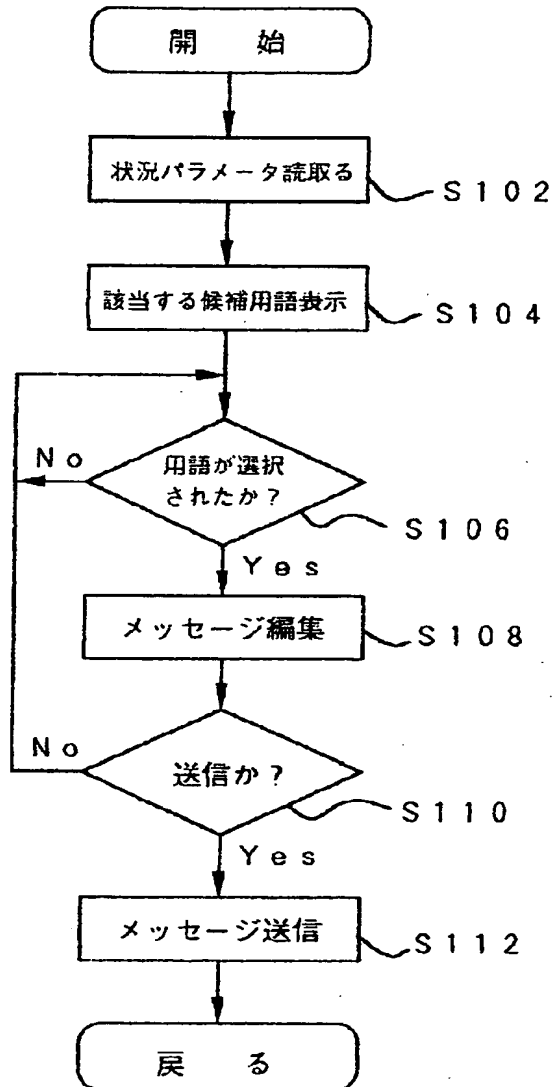 開 始
状況パラメータ読取る
S102
該当する候補用語表示
S104
No
用語が選択
されたか？
S106
Yes
メッセージ編集
S108
No
送信か？
S110
Yes
メッセージ送信
S112
戻 る